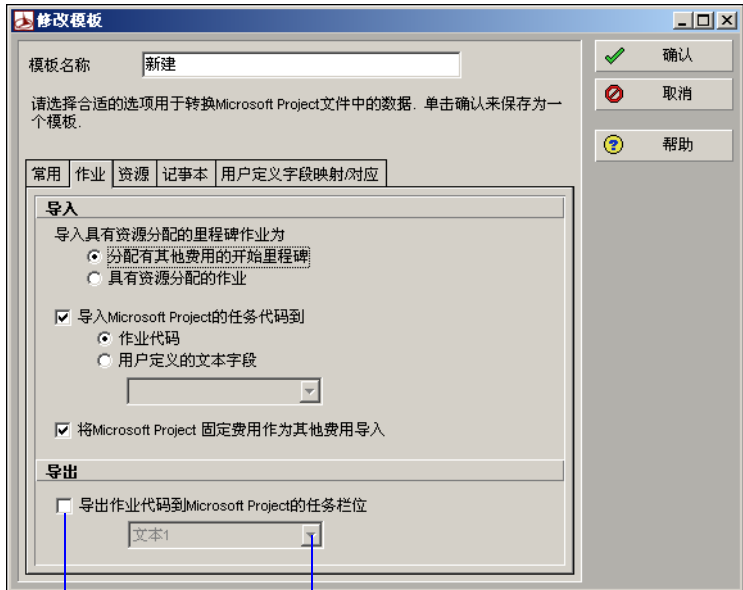 修改模板
模板名称 新建
请选择合适的选项用于转换Microsoft Project文件中的数据. 单击确认来保存为一
个模板.
确认
取消
帮助
常用 作业 资源 记事本 用户定义字段映射/对应
导入
导入具有资源分配的里程碑作业为
分配有其他费用的开始里程碑
具有资源分配的作业
导入Microsoft Project的任务代码到
作业代码
用户定义的文本字段
将Microsoft Project 固定费用作为其他费用导入
导出
导出作业代码到Microsoft Project的任务栏位
文本1